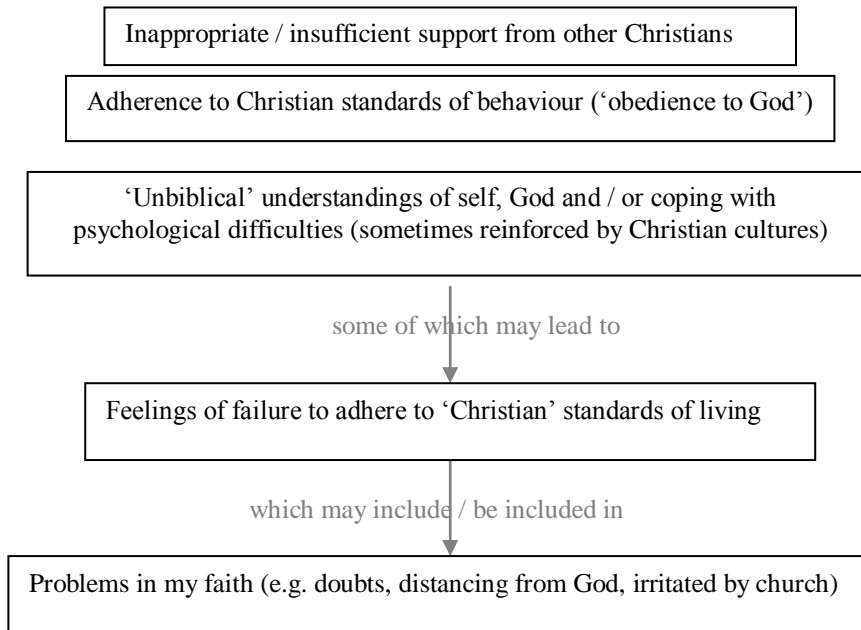 Inappropriate / insufficient support from other Christians
Adherence to Christian standards of behaviour (‘obedience to God’)
‘Unbiblical’ understandings of self, God and / or coping with
psychological difficulties (sometimes reinforced by Christian cultures)
some of which may lead to
Feelings of failure to adhere to ‘Christian’ standards of living
which may include / be included in
Problems in my faith (e.g. doubts, distancing from God, irritated by church)